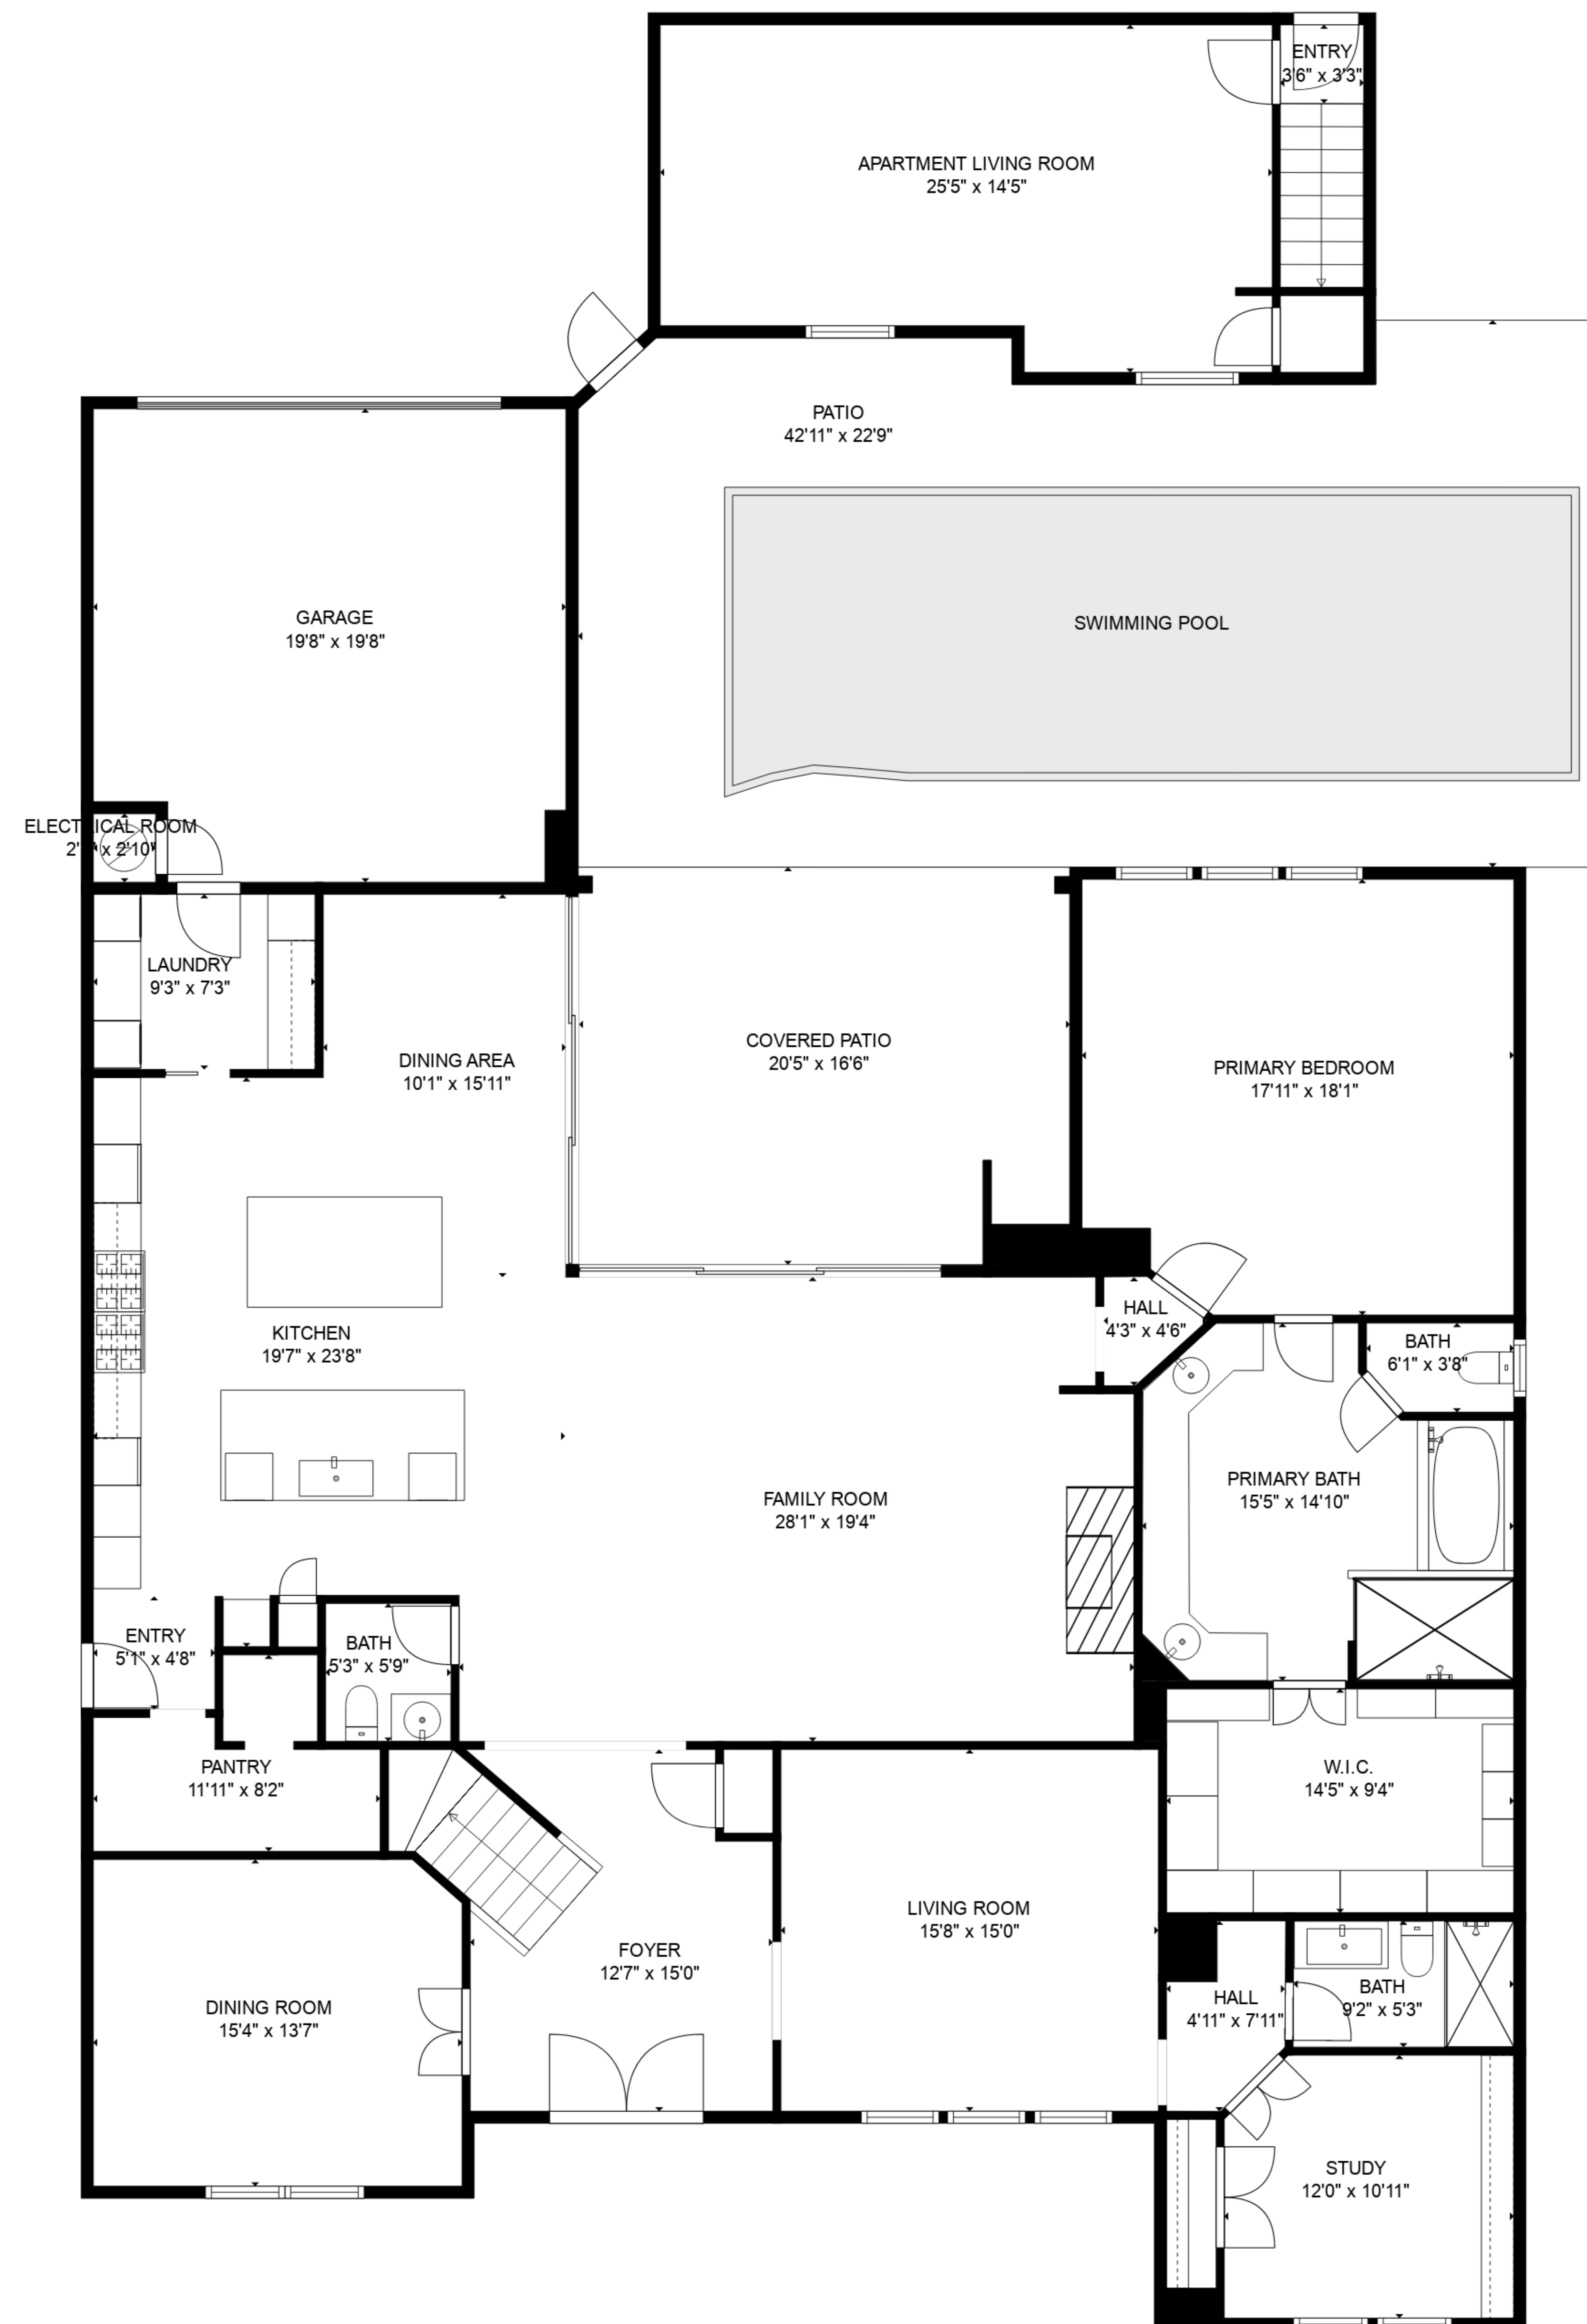 ENTRY
3'6" x 3'3"
APARTMENT LIVING ROOM
25'5" x 14'5"
PATIO
42'11" x 22'9"
SWIMMING POOL
GARAGE
19'8" x 19'8"
ELECTRICAL ROOM
x 2'10"
LAUNDRY
9'3" x 7'3"
DINING AREA
10'1" x 15'11"
COVERED PATIO
20'5" x 16'6"
PRIMARY BEDROOM
17'11" x 18'1"
HALL
4'3" x 4'6"
KITCHEN
19'7" x 23'8"
BATH
6'1" x 3'8"
PRIMARY BATH
15'5" x 14'10"
FAMILY ROOM
28'1" x 19'4"
ENTRY
5'1" x 4'8"
BATH
5'3" x 5'9"
PANTRY
11'11" x 8'2"
W.I.C.
14'5" x 9'4"
LIVING ROOM
15'8" x 15'0"
FOYER
12'7" x 15'0"
DINING ROOM
15'4" x 13'7"
HALL
4'11" x 7'11"
BATH
9'2" x 5'3"
STUDY
12'0" x 10'11"